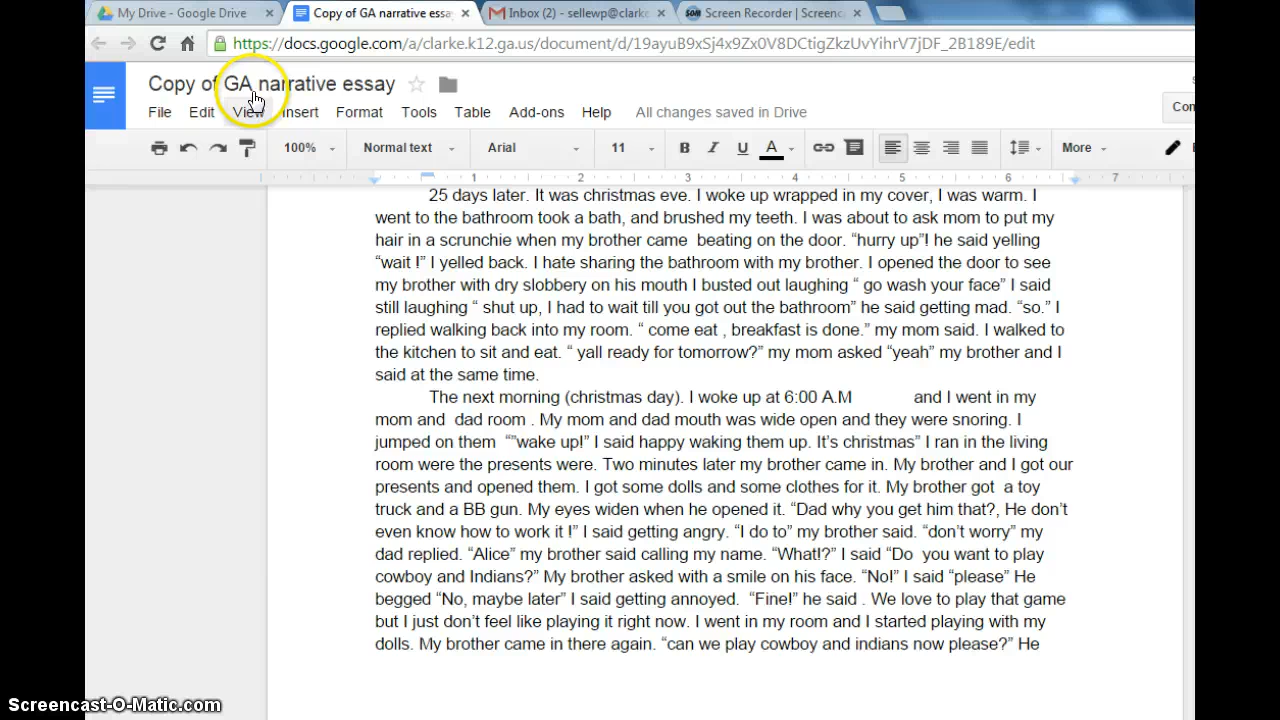 My Drive - Google Drive
Copy of GA narrative essa
Inbox (2) - sellewp@clarke
Screen Recorder | Screenc
https://docs.google.com/a/clarke.k12.ga.us/document/d/19ayuB9xSj4x9Zx0V8DCtigZkzUvYihrV7jDF_2B189E/edit
Copy of GA narrative essay
File Edit View Insert Format Tools Table Add-ons Help All changes saved in Drive
100% Normal text Arial 11 B I U A More
1 2 3 4 5 6 7
25 days later. It was christmas eve. I woke up wrapped in my cover, I was warm. I
went to the bathroom took a bath, and brushed my teeth. I was about to ask mom to put my
hair in a scrunchie when my brother came  beating on the door. “hurry up”! he said yelling
“wait !” I yelled back. I hate sharing the bathroom with my brother. I opened the door to see
my brother with dry slobbery on his mouth I busted out laughing “ go wash your face” I said
still laughing “ shut up, I had to wait till you got out the bathroom” he said getting mad. “so.” I
replied walking back into my room. “ come eat , breakfast is done.” my mom said. I walked to
the kitchen to sit and eat. “ yall ready for tomorrow?” my mom asked “yeah” my brother and I
said at the same time.
The next morning (christmas day). I woke up at 6:00 A.M and I went in my
mom and  dad room . My mom and dad mouth was wide open and they were snoring. I
jumped on them  “”wake up!” I said happy waking them up. It’s christmas” I ran in the living
room were the presents were. Two minutes later my brother came in. My brother and I got our
presents and opened them. I got some dolls and some clothes for it. My brother got  a toy
truck and a BB gun. My eyes widen when he opened it. “Dad why you get him that?, He don’t
even know how to work it !” I said getting angry. “I do to” my brother said. “don’t worry” my
dad replied. “Alice” my brother said calling my name. “What!?” I said “Do  you want to play
cowboy and Indians?” My brother asked with a smile on his face. “No!” I said “please” He
begged “No, maybe later” I said getting annoyed.  “Fine!” he said . We love to play that game
but I just don’t feel like playing it right now. I went in my room and I started playing with my
dolls. My brother came in there again. “can we play cowboy and indians now please?” He
Screencast-O-Matic.com